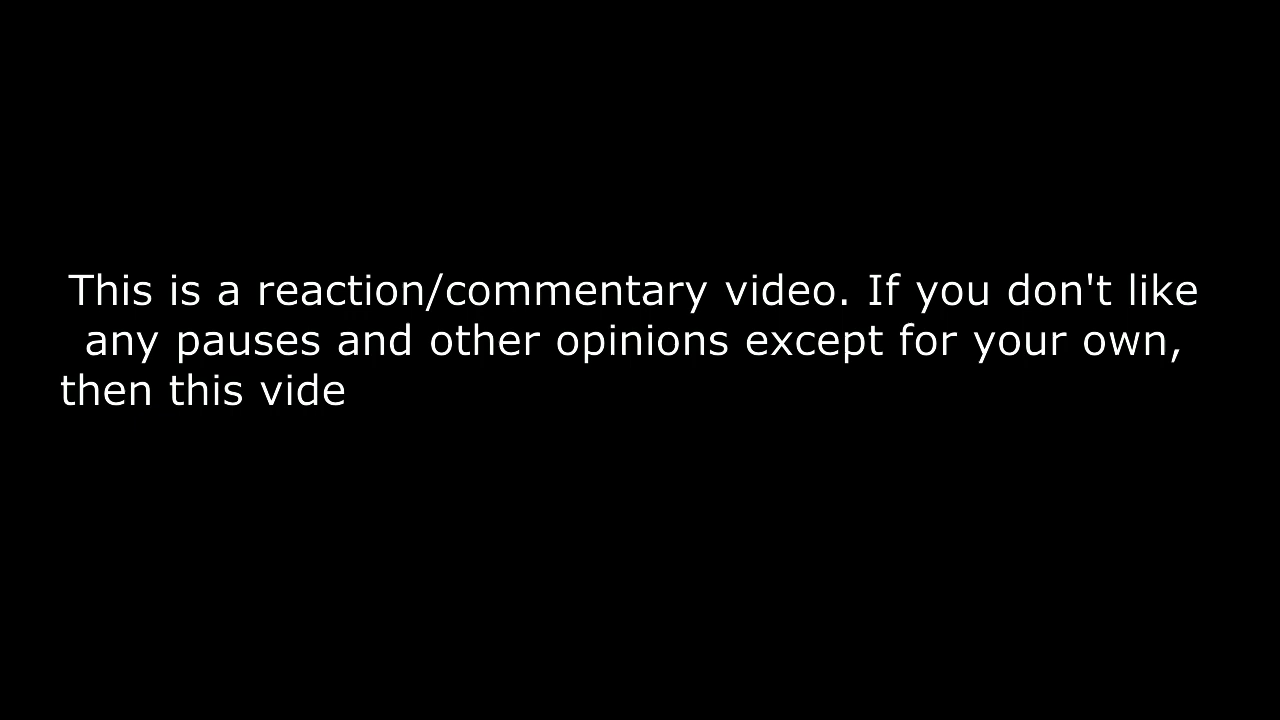 This is a reaction/commentary video. If you don't like
any pauses and other opinions except for your own,
then this vide